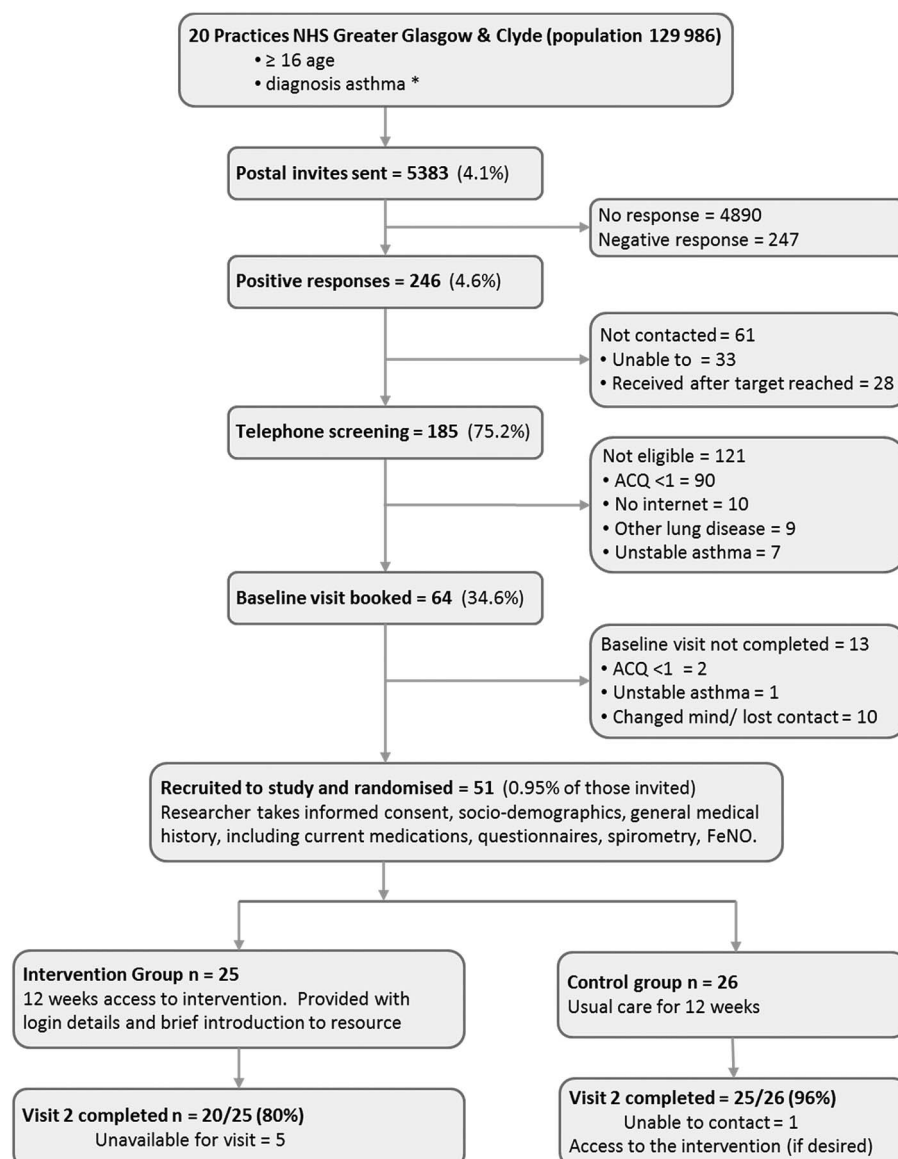 20 Practices NHS Greater Glasgow & Clyde (population 129 986)
• ≥ 16 age
• diagnosis asthma *
Postal invites sent = 5383 (4.1%)
No response = 4890
Negative response = 247
Positive responses = 246 (4.6%)
Not contacted = 61
• Unable to = 33
• Received after target reached = 28
Telephone screening = 185 (75.2%)
Not eligible = 121
• ACQ <1 = 90
• No internet = 10
• Other lung disease = 9
• Unstable asthma = 7
Baseline visit booked = 64 (34.6%)
Baseline visit not completed = 13
• ACQ <1 = 2
• Unstable asthma = 1
• Changed mind/ lost contact = 10
Recruited to study and randomised = 51 (0.95% of those invited)
Researcher takes informed consent, socio-demographics, general medical
history, including current medications, questionnaires, spirometry, FeNO.
Intervention Group n = 25
12 weeks access to intervention. Provided with
login details and brief introduction to resource
Control group n = 26
Usual care for 12 weeks
Visit 2 completed n = 20/25 (80%)
Unavailable for visit = 5
Visit 2 completed = 25/26 (96%)
Unable to contact = 1
Access to the intervention (if desired)